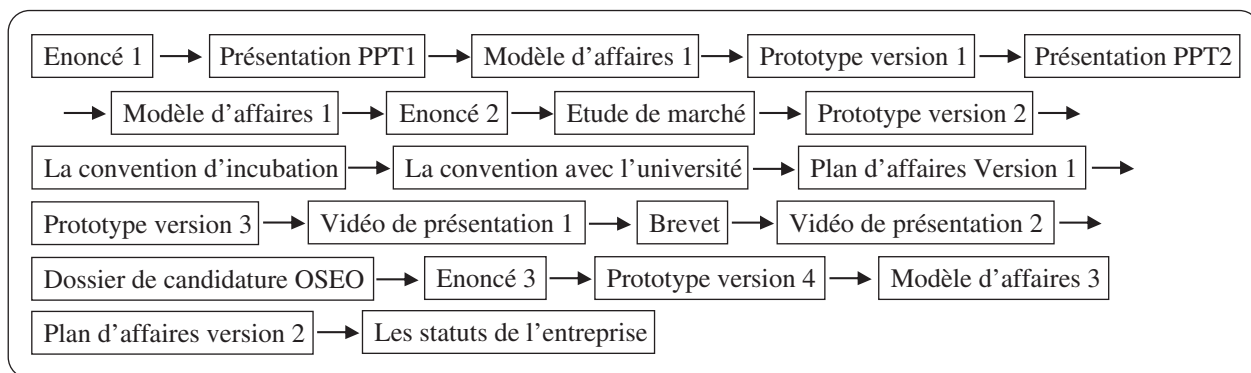 Enoncé 1 → Présentation PPT1 → Modèle d'affaires 1 → Prototype version 1 → Présentation PPT2
→ Modèle d'affaires 1 → Enoncé 2 → Etude de marché → Prototype version 2 →
La convention d'incubation → La convention avec l'université → Plan d'affaires Version 1 →
Prototype version 3 → Vidéo de présentation 1 → Brevet → Vidéo de présentation 2 →
Dossier de candidature OSEO → Enoncé 3 → Prototype version 4 → Modèle d'affaires 3
Plan d'affaires version 2 → Les statuts de l'entreprise